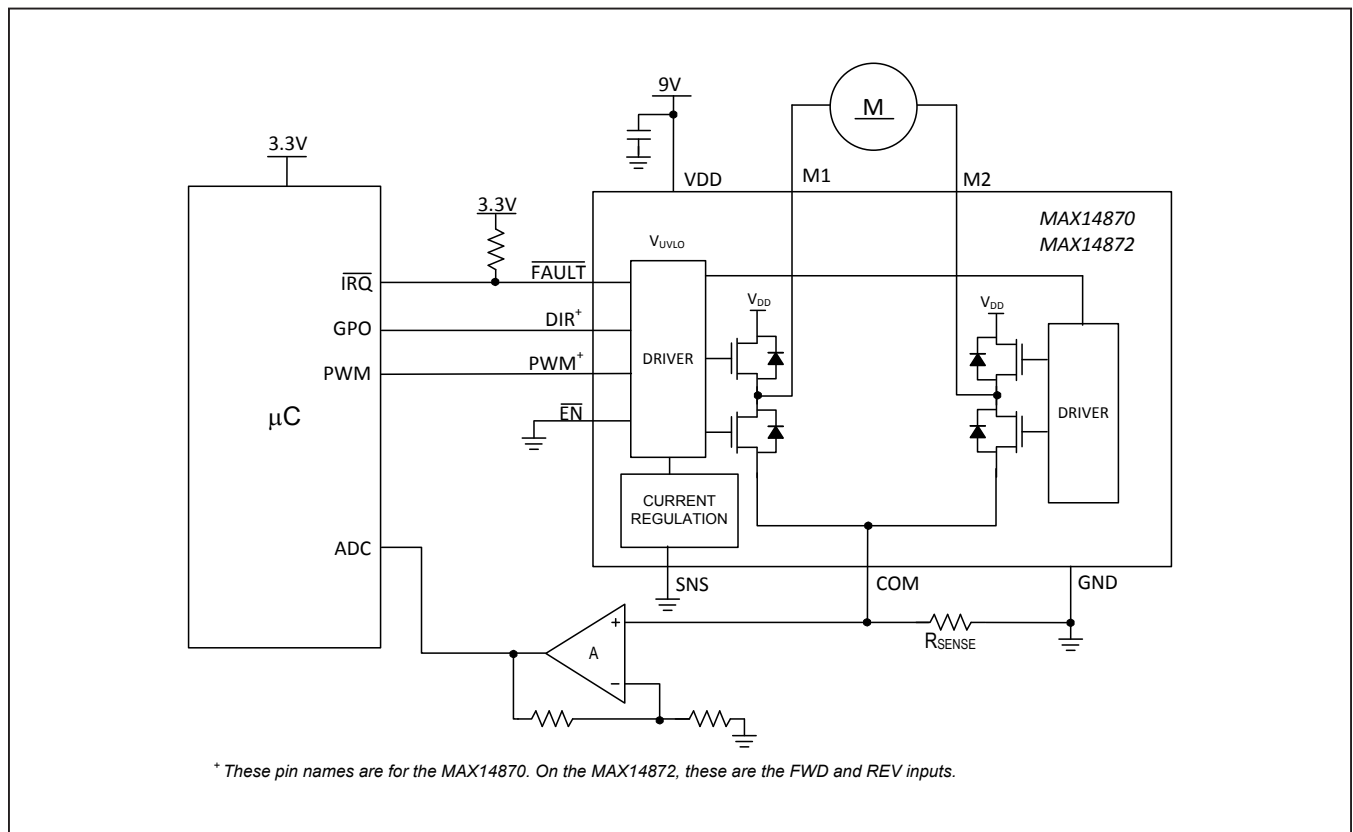 9V
M
3.3V
VDD
M1
M2
3.3V
MAX14870
MAX14872
VUVLO
FAULT
IRQ
VDD
VDD
DIR+
GPO
DRIVER
PWM+
PWM
DRIVER
μC
EN
CURRENT
REGULATION
ADC
SNS
COM
GND
+
A
RSENSE
−
+ These pin names are for the MAX14870. On the MAX14872, these are the FWD and REV inputs.